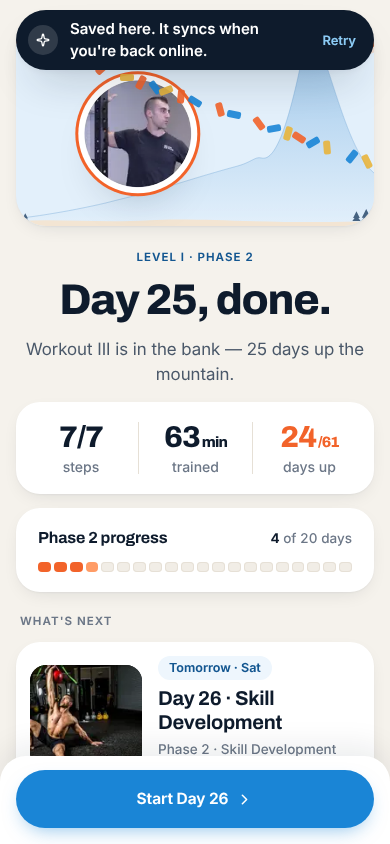 Saved here. It syncs when
you're back online.
Retry
LEVEL I · PHASE 2
Day 25, done.
Workout III is in the bank — 25 days up the
mountain.
7/7
steps
63 min
trained
24/61
days up
Phase 2 progress
4 of 20 days
WHAT'S NEXT
Tomorrow · Sat
Day 26 · Skill
Development
Phase 2 · Skill Development
Start Day 26